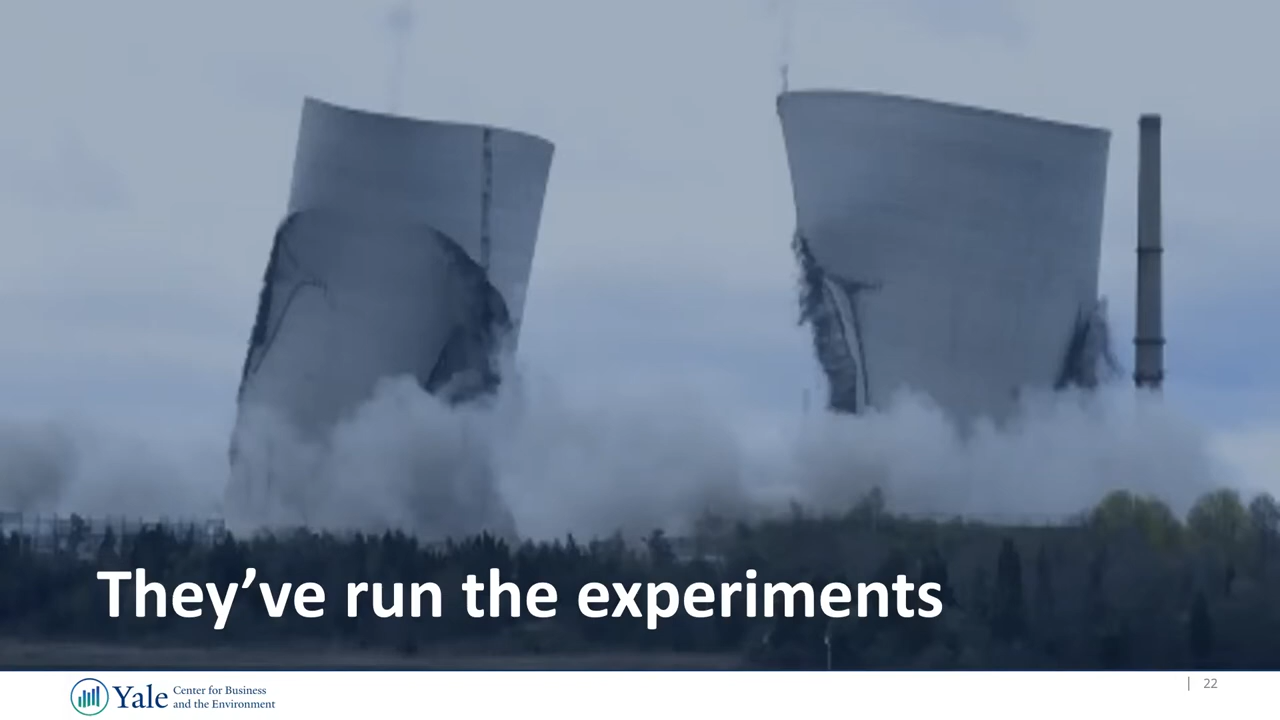 They’ve run the experiments
Yale Center for Business
and the Environment
| 22